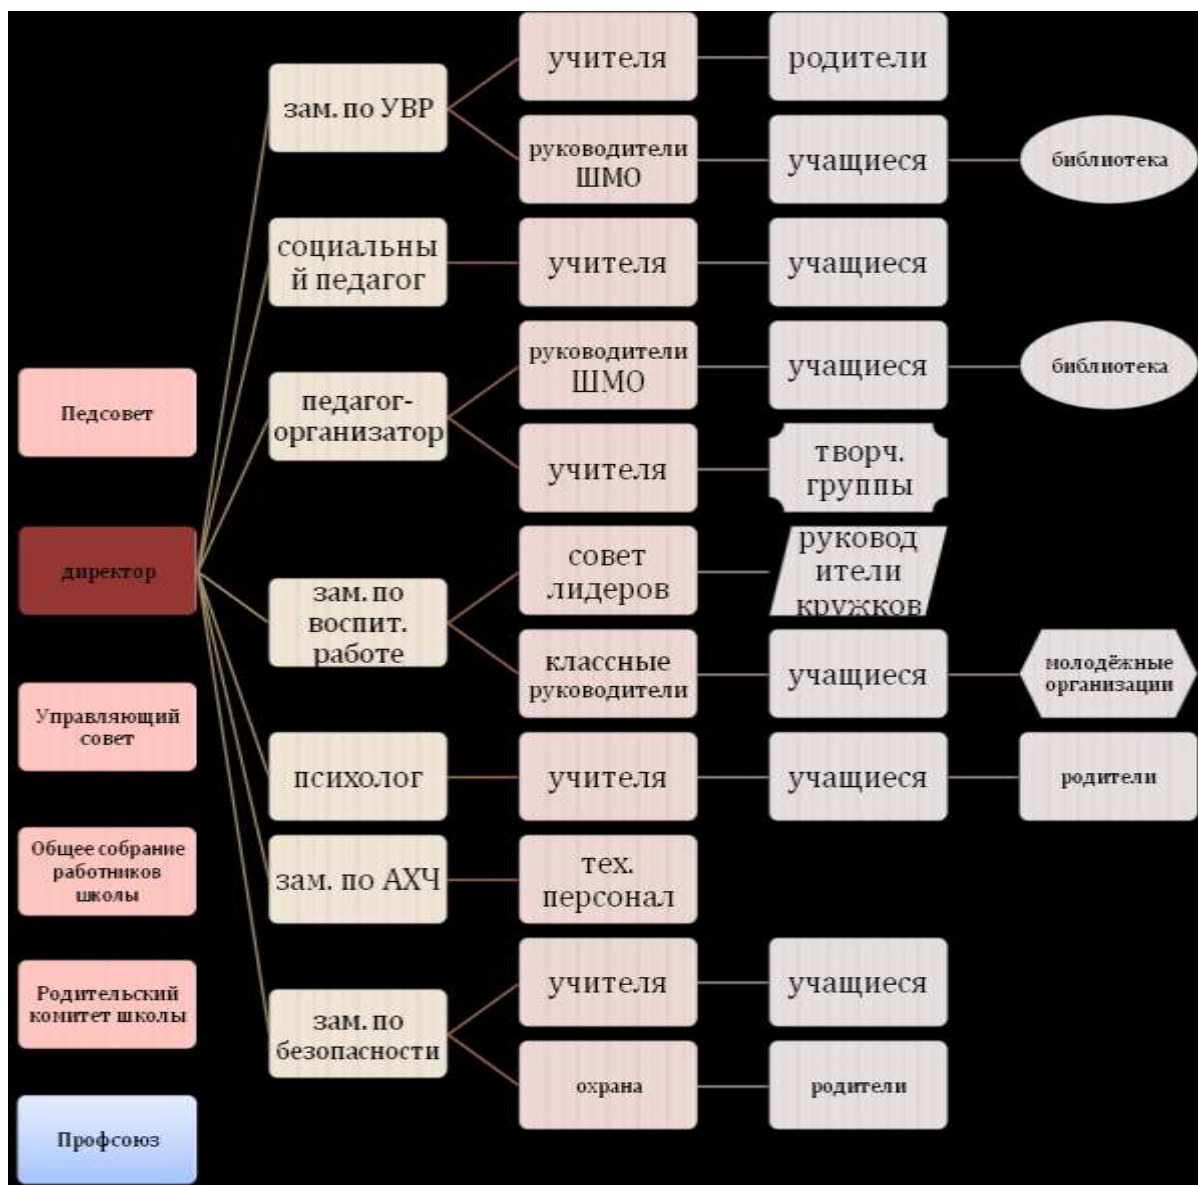 учителя
родители
зам. по УВР
руководители
ШМО
учащиеся
библиотека
социальны
й педагог
учителя
учащиеся
руководители
ШМО
учащиеся
библиотека
Педсовет
педагог-
организатор
учителя
творч.
группы
директор
совет
лидеров
руковод
ители
кружков
зам. по
воспит.
работе
классные
руководители
учащиеся
молодёжные
организации
Управляющий
совет
психолог
учителя
учащиеся
родители
Общее собрание
работников
школы
зам. по АХЧ
тех.
персонал
Родительский
комитет школы
учителя
учащиеся
зам. по
безопасности
охрана
родители
Профсоюз